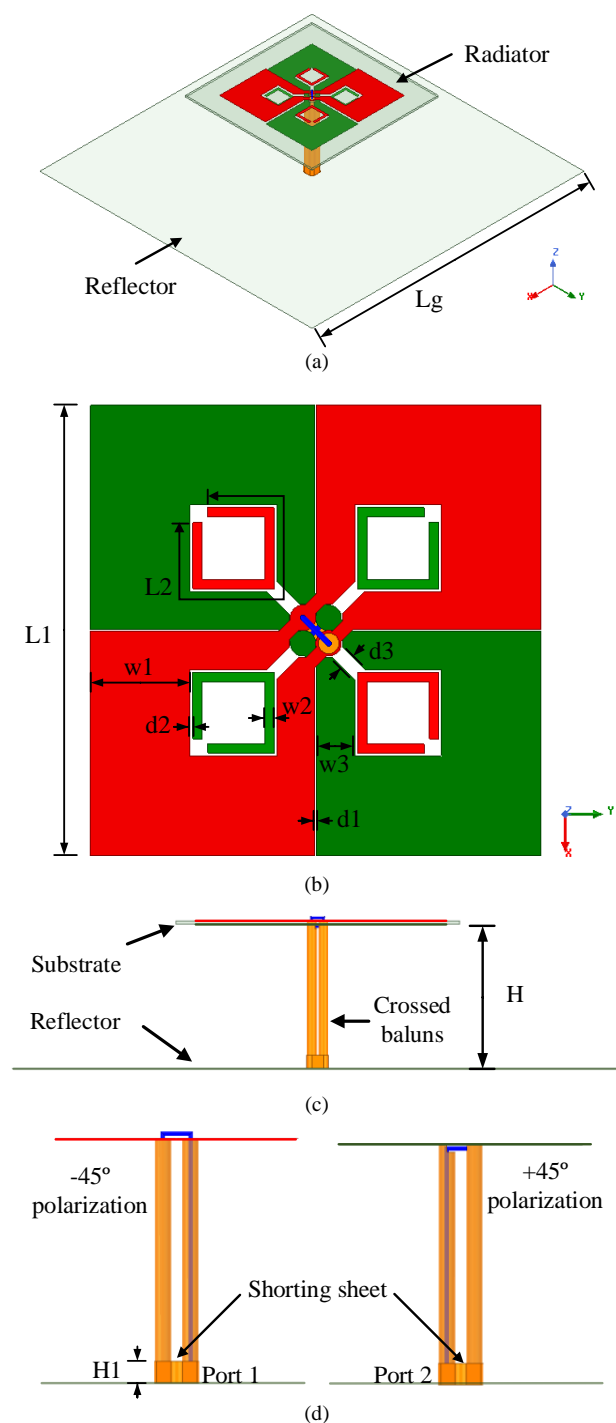 Radiator
Reflector
Lg
Z
X
Y
(a)
L1
L2
d3
w1
w2
d2
w3
d1
Z
Y
X
(b)
Substrate
H
Reflector
Crossed
baluns
(c)
-45º
polarization
+45º
polarization
Shorting sheet
H1
Port 1
Port 2
(d)